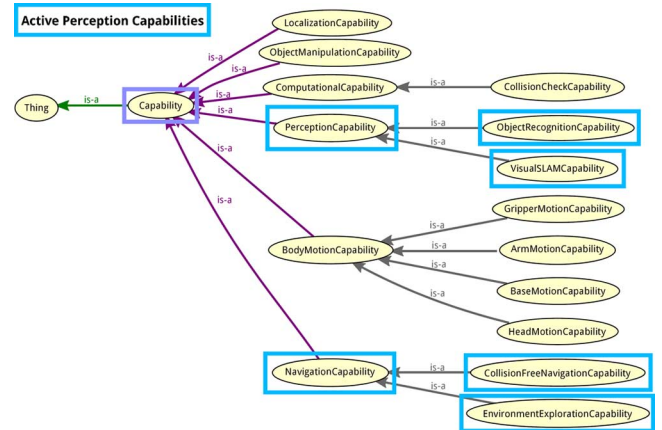 Active Perception Capabilities
LocalizationCapability
is-a
ObjectManipulationCapability
is-a
ComputationalCapability
is-a
CollisionCheckCapability
is-a
Thing
is-a
Capability
is-a
PerceptionCapability
is-a
ObjectRecognitionCapability
is-a
VisualSLAMCapability
is-a
is-a
GripperMotionCapability
is-a
BodyMotionCapability
is-a
ArmMotionCapability
is-a
BaseMotionCapability
is-a
HeadMotionCapability
NavigationCapability
is-a
CollisionFreeNavigationCapability
is-a
EnvironmentExplorationCapability